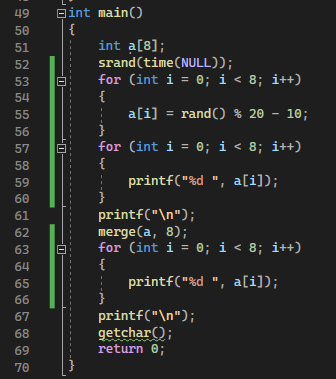 48
49 int main()
50 {
51 int a[8];
52 srand(time(NULL));
53 for (int i = 0; i < 8; i++)
54 {
55 a[i] = rand() % 20 - 10;
56 }
57 for (int i = 0; i < 8; i++)
58 {
59 printf("%d ", a[i]);
60 }
61 printf("\n");
62 merge(a, 8);
63 for (int i = 0; i < 8; i++)
64 {
65 printf("%d ", a[i]);
66 }
67 printf("\n");
68 getchar();
69 return 0;
70 }